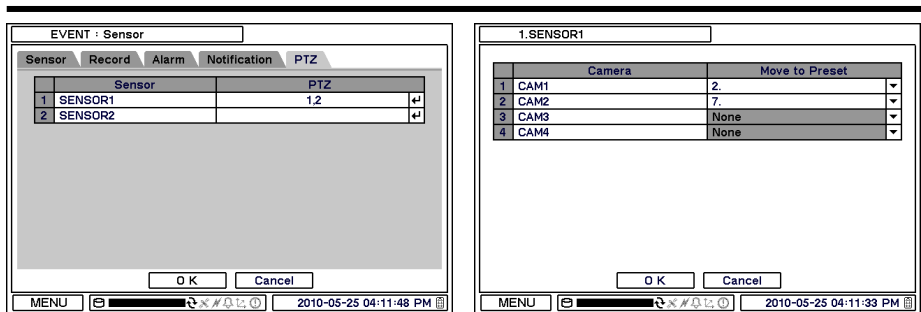 EVENT : Sensor
Sensor Record Alarm Notification PTZ
Sensor PTZ
1 SENSOR1 1,2
2 SENSOR2
O K Cancel
MENU 2010-05-25 04:11:48 PM
1.SENSOR1
Camera Move to Preset
1 CAM1 2.
2 CAM2 7.
3 CAM3 None
4 CAM4 None
O K Cancel
MENU 2010-05-25 04:11:33 PM